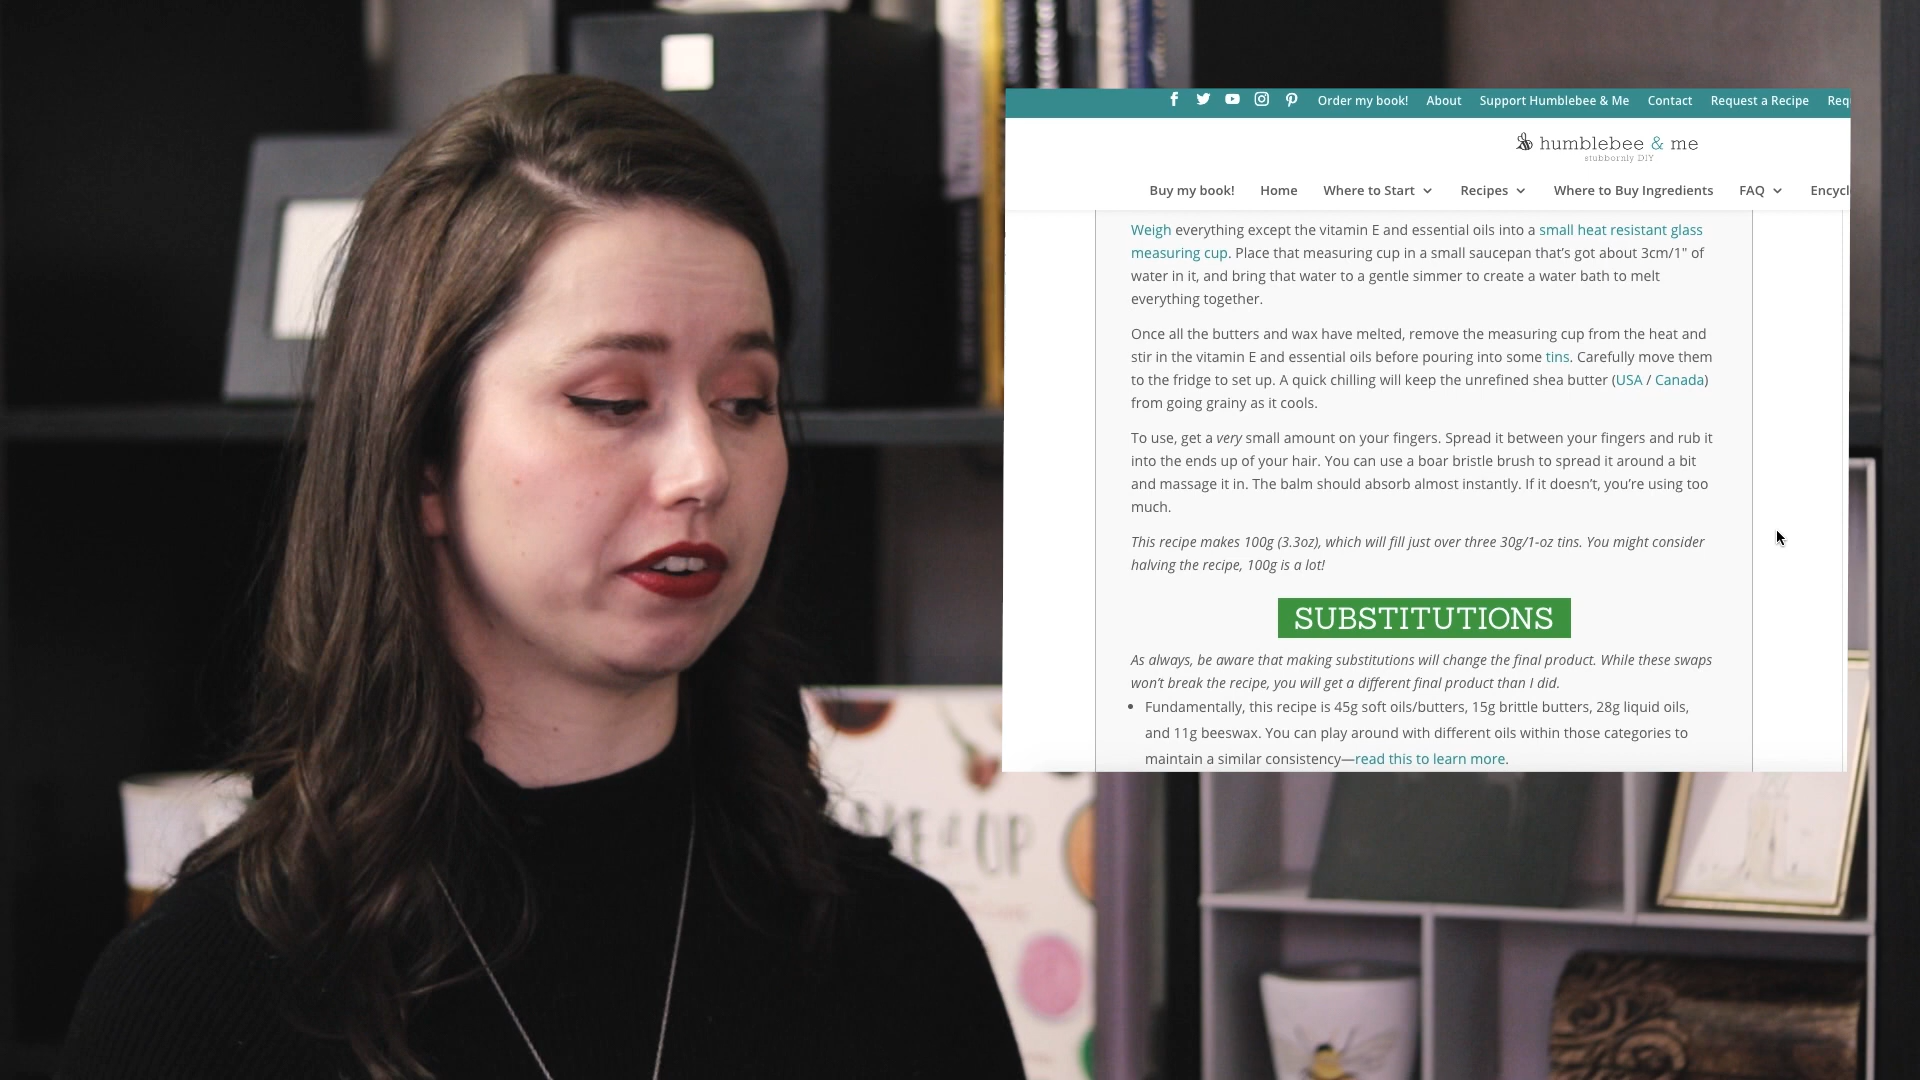 Order my book! About Support Humblebee & Me Contact Request a Recipe
humblebee & me
stubbornly DIY
Buy my book! Home Where to Start Recipes Where to Buy Ingredients FAQ
Weigh everything except the vitamin E and essential oils into a small heat resistant glass
measuring cup. Place that measuring cup in a small saucepan that’s got about 3cm/1" of
water in it, and bring that water to a gentle simmer to create a water bath to melt
everything together.
Once all the butters and wax have melted, remove the measuring cup from the heat and
stir in the vitamin E and essential oils before pouring into some tins. Carefully move them
to the fridge to set up. A quick chilling will keep the unrefined shea butter (USA / Canada)
from going grainy as it cools.
To use, get a very small amount on your fingers. Spread it between your fingers and rub it
into the ends up of your hair. You can use a boar bristle brush to spread it around a bit
and massage it in. The balm should absorb almost instantly. If it doesn’t, you’re using too
much.
This recipe makes 100g (3.3oz), which will fill just over three 30g/1-oz tins. You might consider
halving the recipe, 100g is a lot!
SUBSTITUTIONS
As always, be aware that making substitutions will change the final product. While these swaps
won’t break the recipe, you will get a different final product than I did.
• Fundamentally, this recipe is 45g soft oils/butters, 15g brittle butters, 28g liquid oils,
and 11g beeswax. You can play around with different oils within those categories to
maintain a similar consistency—read this to learn more.
UP